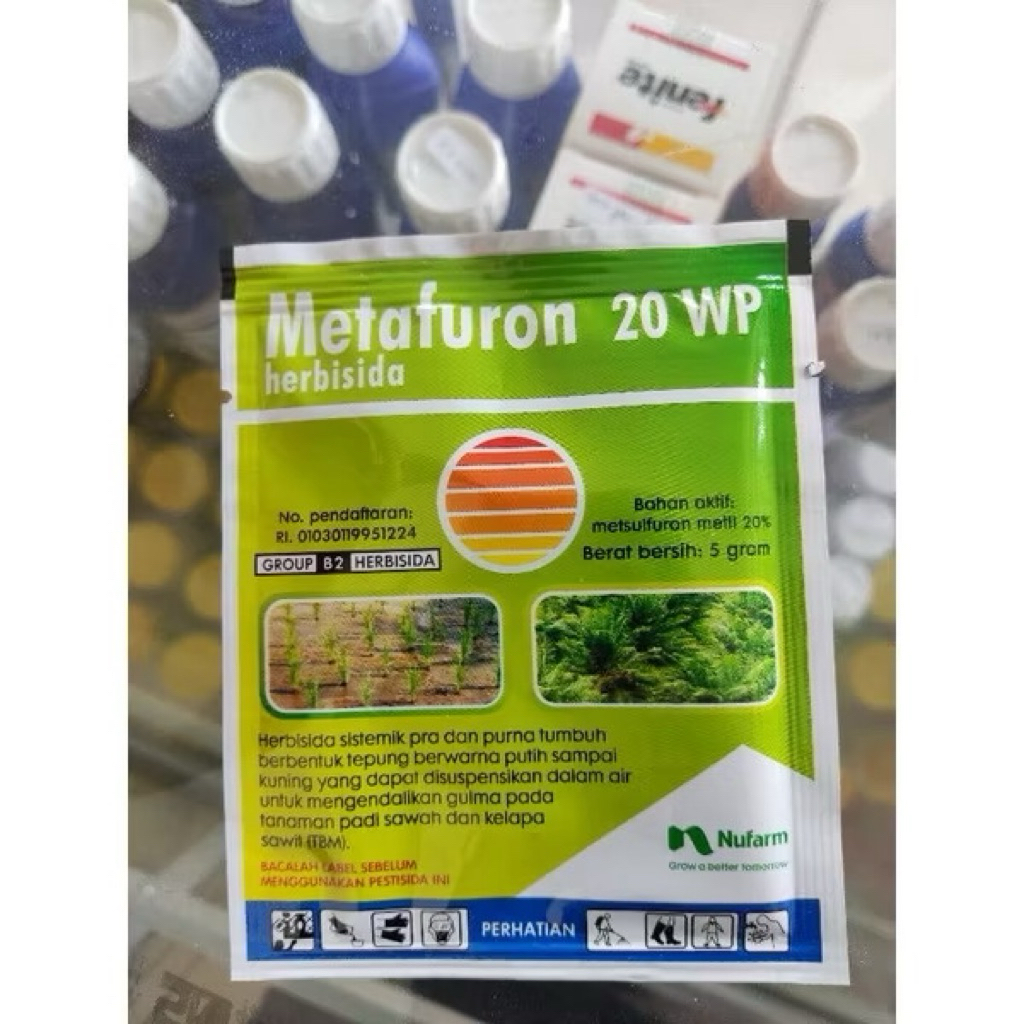 fenite
Metafuron 20 WP
herbisida
No. pendaftaran:
RI. 01030119951224
GROUP B2 HERBISIDA
Bahan aktif:
metsulfuron metil 20%
Berat bersih: 5 gram
Herbisida sistemik pra dan purna tumbuh
berbentuk tepung berwarna putih sampai
kuning yang dapat disuspensikan dalam air
untuk mengendalikan gulma pada
tanaman padi sawah dan kelapa
sawit (TBM).
BACALAH LABEL SEBELUM
MENGGUNAKAN PESTISIDA INI
Nufarm
Grow a better tomorrow
PERHATIAN